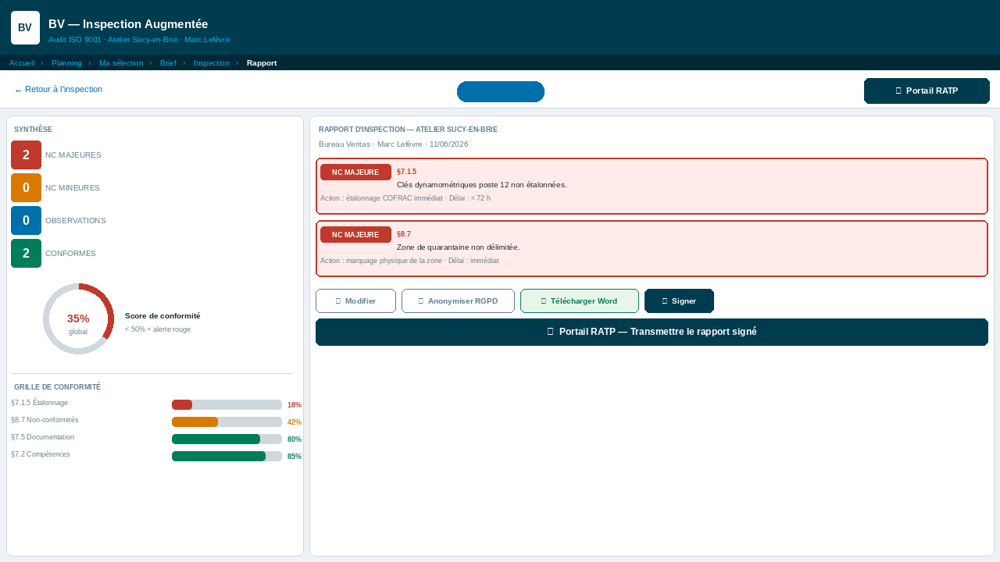 BV
BV — Inspection Augmentée
Audit ISO 9001 · Atelier Sucy-en-Brie · Marc Lefèvre
Accueil › Planning › Ma sélection › Brief › Inspection › Rapport
← Retour à l'inspection
Portail RATP
SYNTHÈSE
2 NC MAJEURES
0 NC MINEURES
0 OBSERVATIONS
2 CONFORMES
35%
global
Score de conformité
< 50% = alerte rouge
GRILLE DE CONFORMITÉ
§7.1.5 Étalonnage 18%
§8.7 Non-conformités 42%
§7.5 Documentation 80%
§7.2 Compétences 85%
RAPPORT D'INSPECTION — ATELIER SUCY-EN-BRIE
Bureau Veritas · Marc Lefèvre · 11/06/2026
NC MAJEURE §7.1.5
Clés dynamométriques poste 12 non étalonnées.
Action : étalonnage COFRAC immédiat · Délai : < 72 h
NC MAJEURE §8.7
Zone de quarantaine non délimitée.
Action : marquage physique de la zone · Délai : immédiat
Modifier
Anonymiser RGPD
Télécharger Word
Signer
Portail RATP — Transmettre le rapport signé